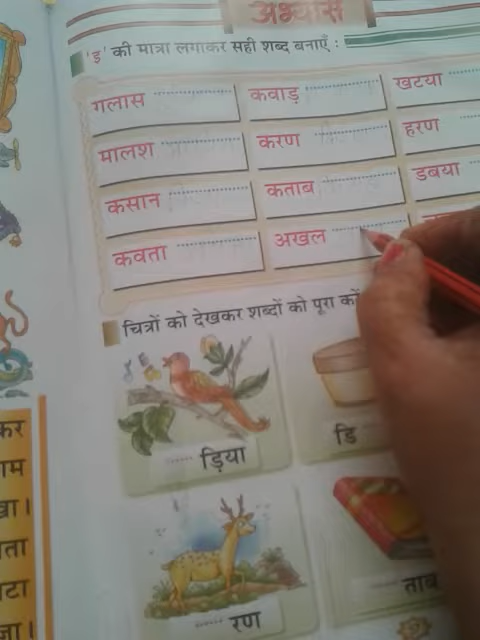 अभ्यास
'इ' की मात्रा लगाकर सही शब्द बनाएँ :
गलास ............ कवाड़ ............ खटया ............
मालश ............ करण ............ हरण ............
कसान ............ कताब ............ डबया ............
कवता ............ अखल ............
चित्रों को देखकर शब्दों को पूरा करें
...... ड़िया
डि
...... रण
...... ताब
कर
ाम
ता
टा